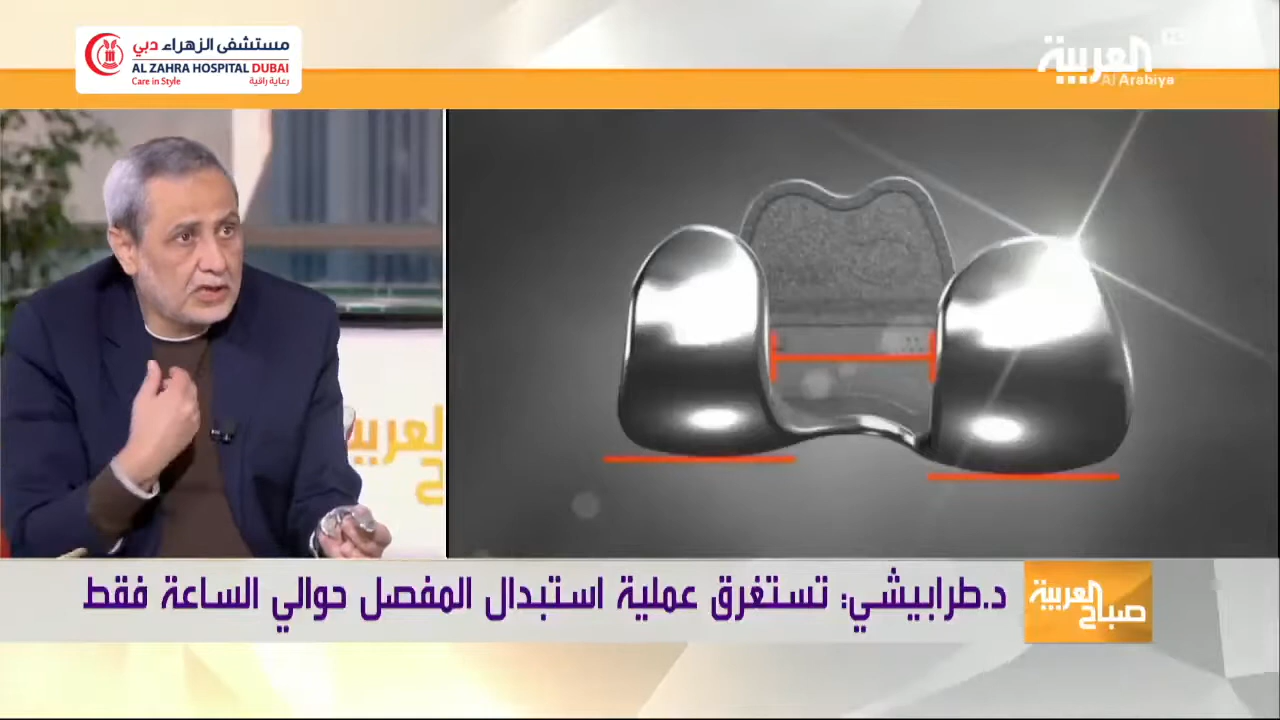 مستشفى الزهراء دبي
AL ZAHRA HOSPITAL DUBAI
Care in Style رعاية راقية
العربية
Al Arabiya
د.طرابيشي: تستغرق عملية استبدال المفصل حوالي الساعة فقط
صباح العربية